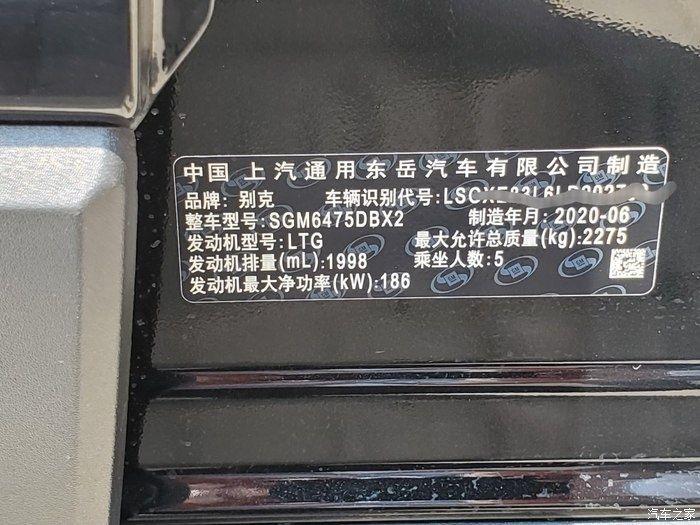 中国 上汽通用东岳汽车有限公司制造
品牌: 别克 车辆识别代号:
整车型号:SGM6475DBX2 制造年月: 2020-06
发动机型号:LTG 最大允许总质量(kg):2275
发动机排量(mL):1998 乘坐人数:5
发动机最大净功率(kW):186
汽车之家